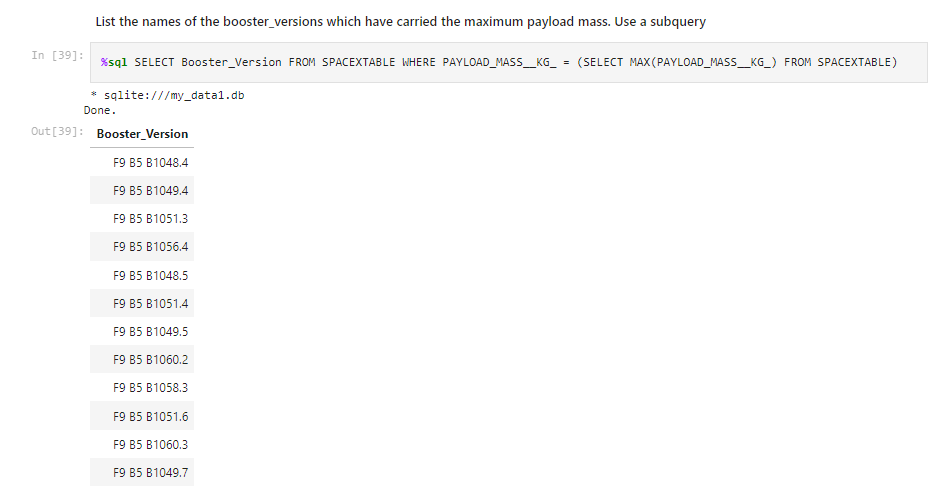 List the names of the booster_versions which have carried the maximum payload mass. Use a subquery
In [39]: %sql SELECT Booster_Version FROM SPACEXTABLE WHERE PAYLOAD_MASS__KG_ = (SELECT MAX(PAYLOAD_MASS__KG_) FROM SPACEXTABLE)
* sqlite:///my_data1.db
Done.
Out[39]: Booster_Version
F9 B5 B1048.4
F9 B5 B1049.4
F9 B5 B1051.3
F9 B5 B1056.4
F9 B5 B1048.5
F9 B5 B1051.4
F9 B5 B1049.5
F9 B5 B1060.2
F9 B5 B1058.3
F9 B5 B1051.6
F9 B5 B1060.3
F9 B5 B1049.7